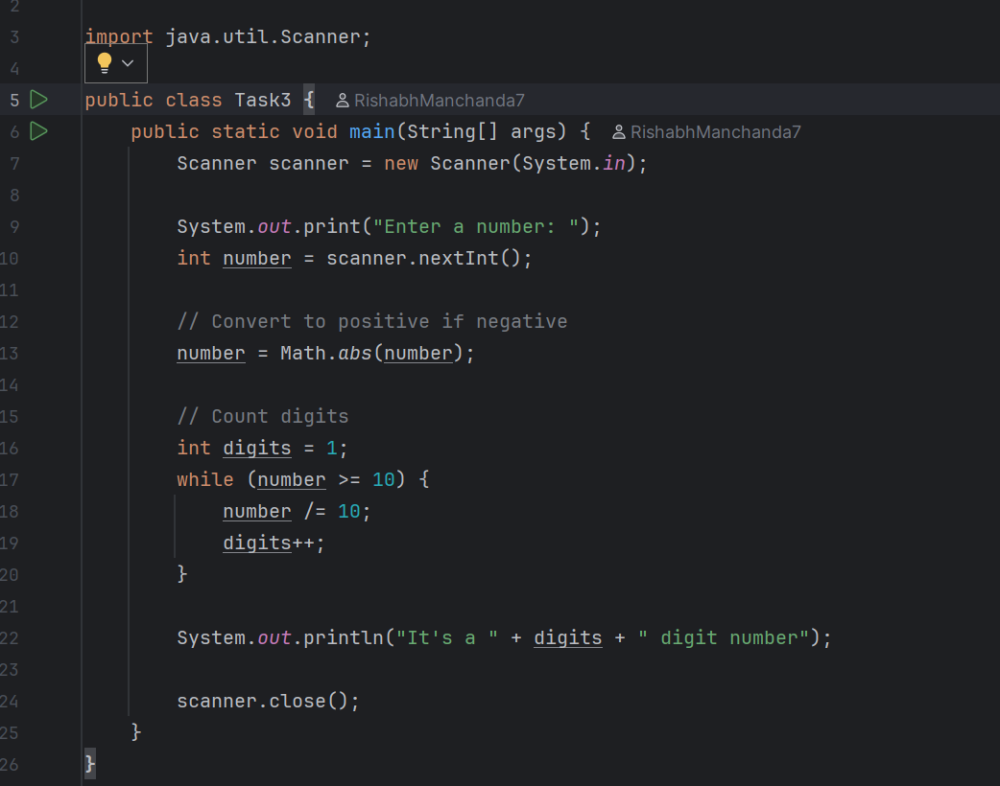 2
3 import java.util.Scanner;
4
5 public class Task3 { RishabhManchanda7
6 public static void main(String[] args) { RishabhManchanda7
7 Scanner scanner = new Scanner(System.in);
8
9 System.out.print("Enter a number: ");
10 int number = scanner.nextInt();
11
12 // Convert to positive if negative
13 number = Math.abs(number);
14
15 // Count digits
16 int digits = 1;
17 while (number >= 10) {
18 number /= 10;
19 digits++;
20 }
21
22 System.out.println("It's a " + digits + " digit number");
23
24 scanner.close();
25 }
26 }